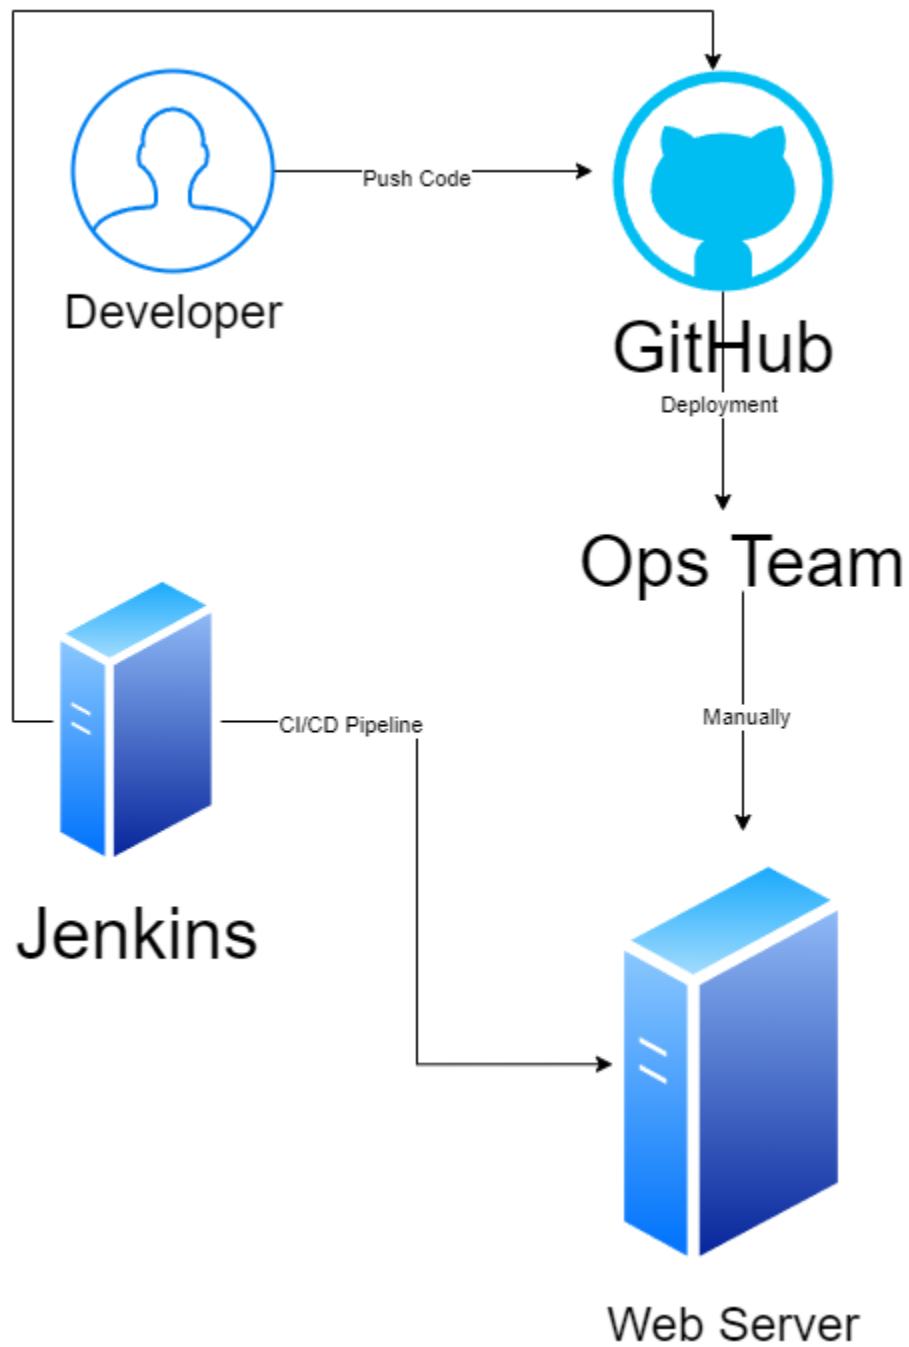 Push Code
Developer
GitHub
Deployment
Ops Team
Manually
CI/CD Pipeline
Jenkins
Web Server